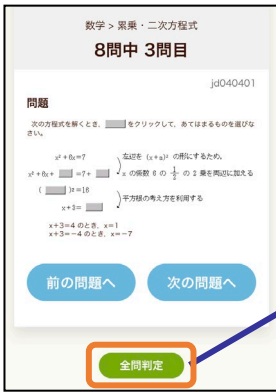 数学 > 累乗・二次方程式
8問中 3問目
jd040401
問題
次の方程式を解くとき、　をクリックして、あてはまるものを選びなさい。
x²+6x=7
左辺を (x+a)² の形にするため、
x²+6x+　=7+
x の係数 6 の 1/2 の 2 乗を両辺に加える
(　)²=16
平方根の考え方を利用する
x+3=
x+3=4 のとき、x=1
x+3=-4 のとき、x=-7
前の問題へ
次の問題へ
全問判定